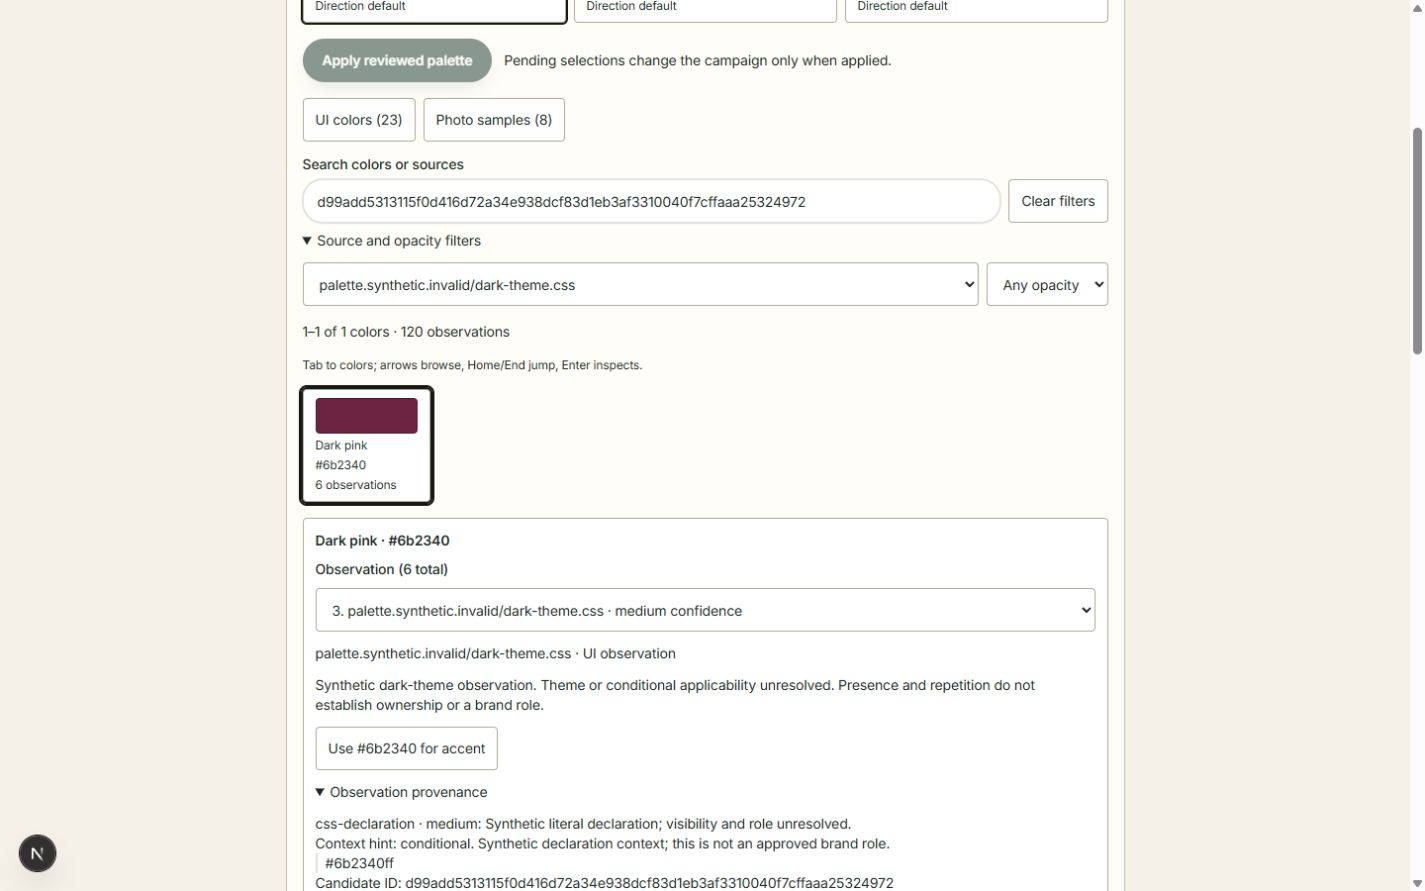 Direction default
Direction default
Direction default
Apply reviewed palette
Pending selections change the campaign only when applied.
UI colors (23)
Photo samples (8)
Search colors or sources
d99add5313115f0d416d72a34e938dcf83d1eb3af3310040f7cffaaa25324972
Clear filters
▼ Source and opacity filters
palette.synthetic.invalid/dark-theme.css
Any opacity
1–1 of 1 colors · 120 observations
Tab to colors; arrows browse, Home/End jump, Enter inspects.
Dark pink
#6b2340
6 observations
Dark pink · #6b2340
Observation (6 total)
3. palette.synthetic.invalid/dark-theme.css · medium confidence
palette.synthetic.invalid/dark-theme.css · UI observation
Synthetic dark-theme observation. Theme or conditional applicability unresolved. Presence and repetition do not
establish ownership or a brand role.
Use #6b2340 for accent
▼ Observation provenance
css-declaration · medium: Synthetic literal declaration; visibility and role unresolved.
Context hint: conditional. Synthetic declaration context; this is not an approved brand role.
#6b2340ff
Candidate ID: d99add5313115f0d416d72a34e938dcf83d1eb3af3310040f7cffaaa25324972
N